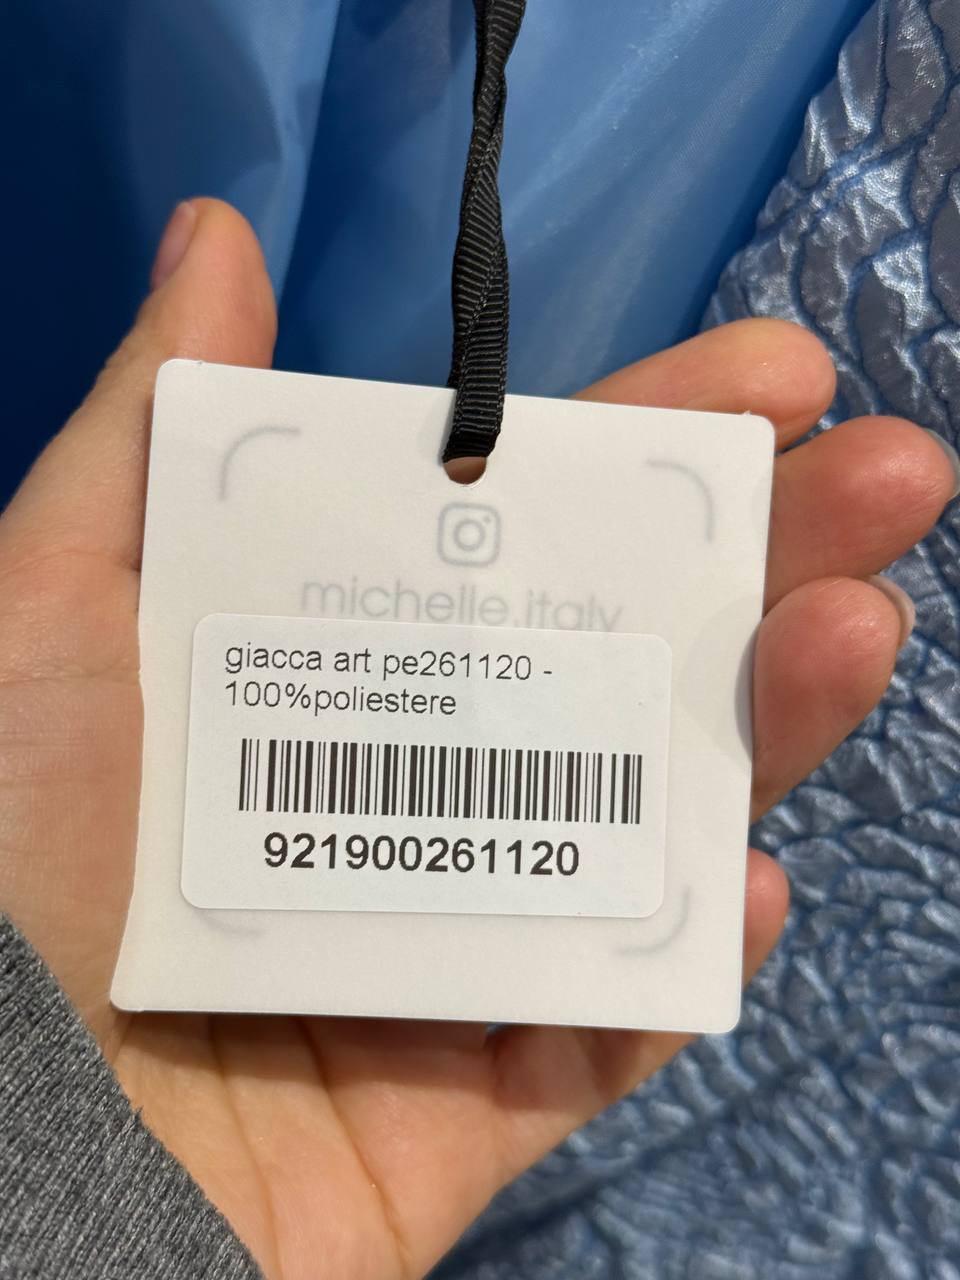 michelle.italy
giacca art pe261120 -
100%poliestere
921900261120